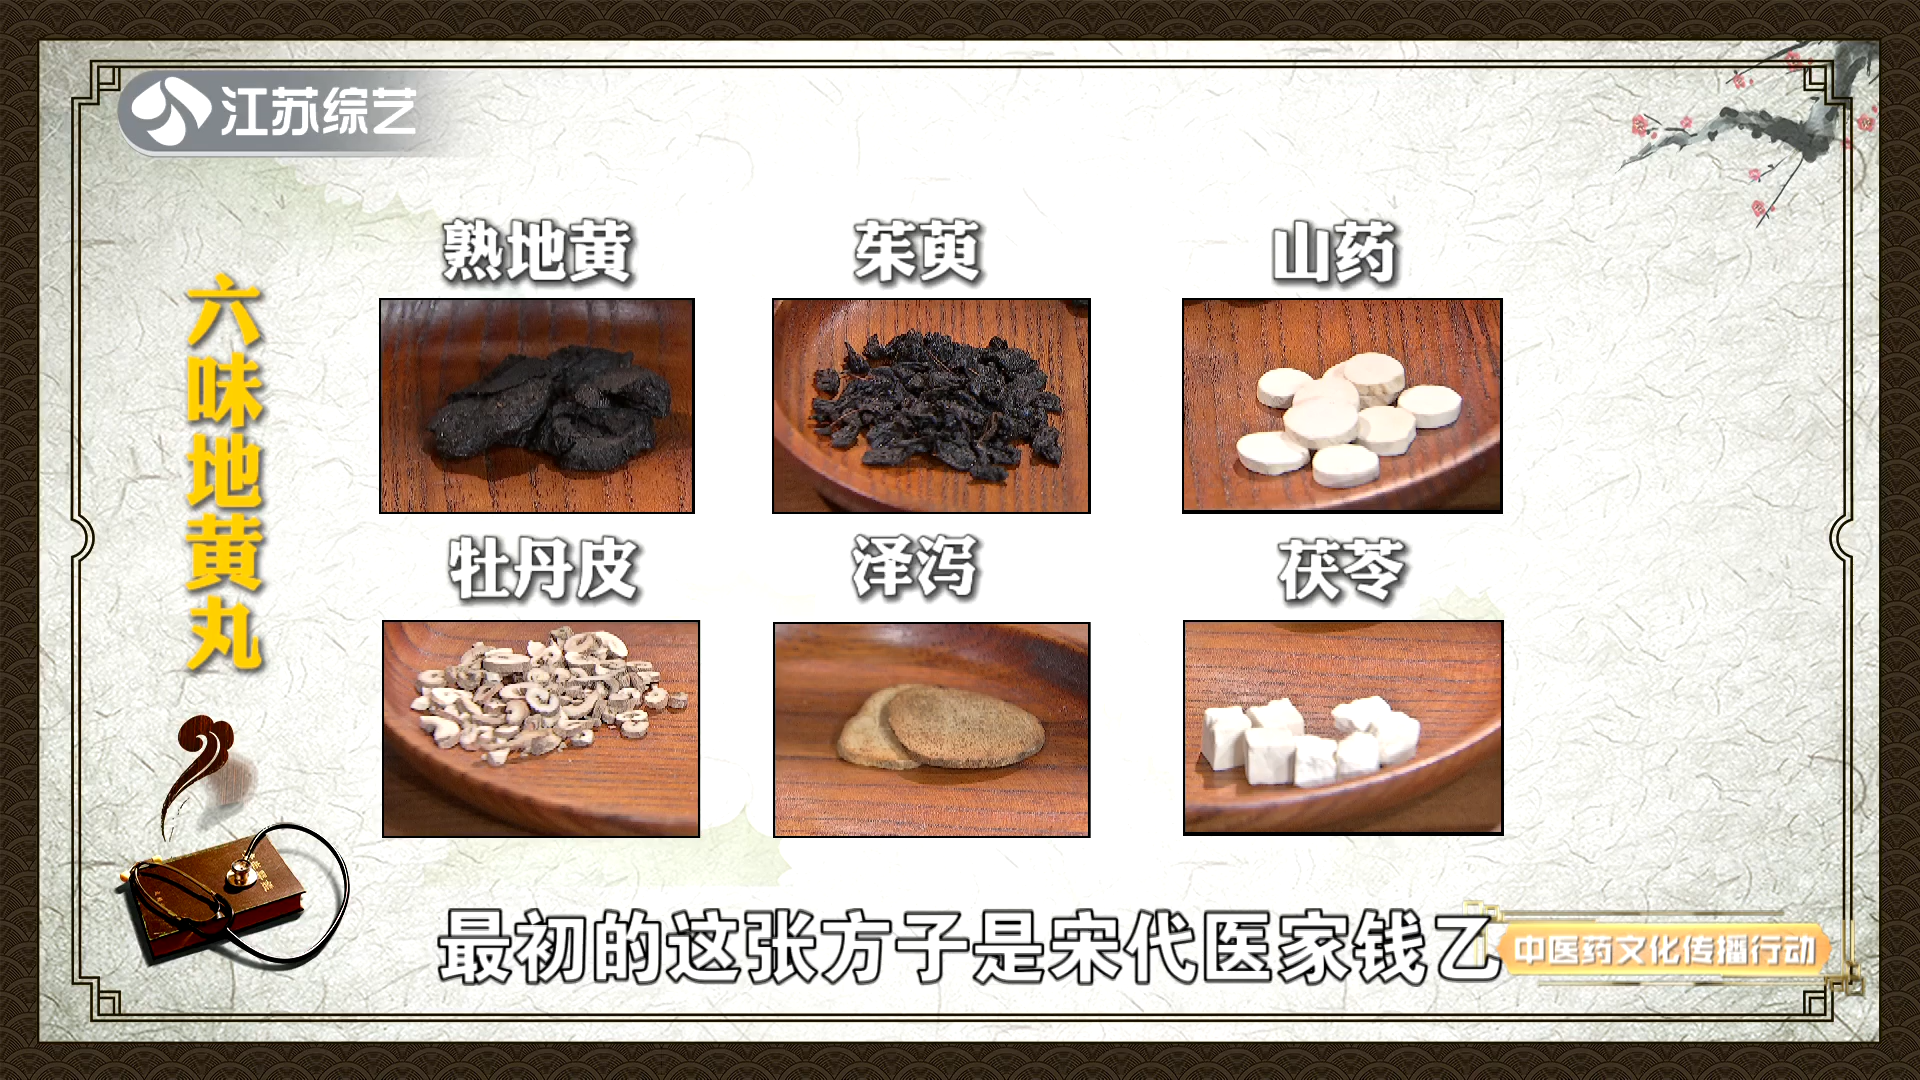 江苏综艺
六味地黄丸
熟地黄
茱萸
山药
牡丹皮
泽泻
茯苓
最初的这张方子是宋代医家钱乙
中医药文化传播行动